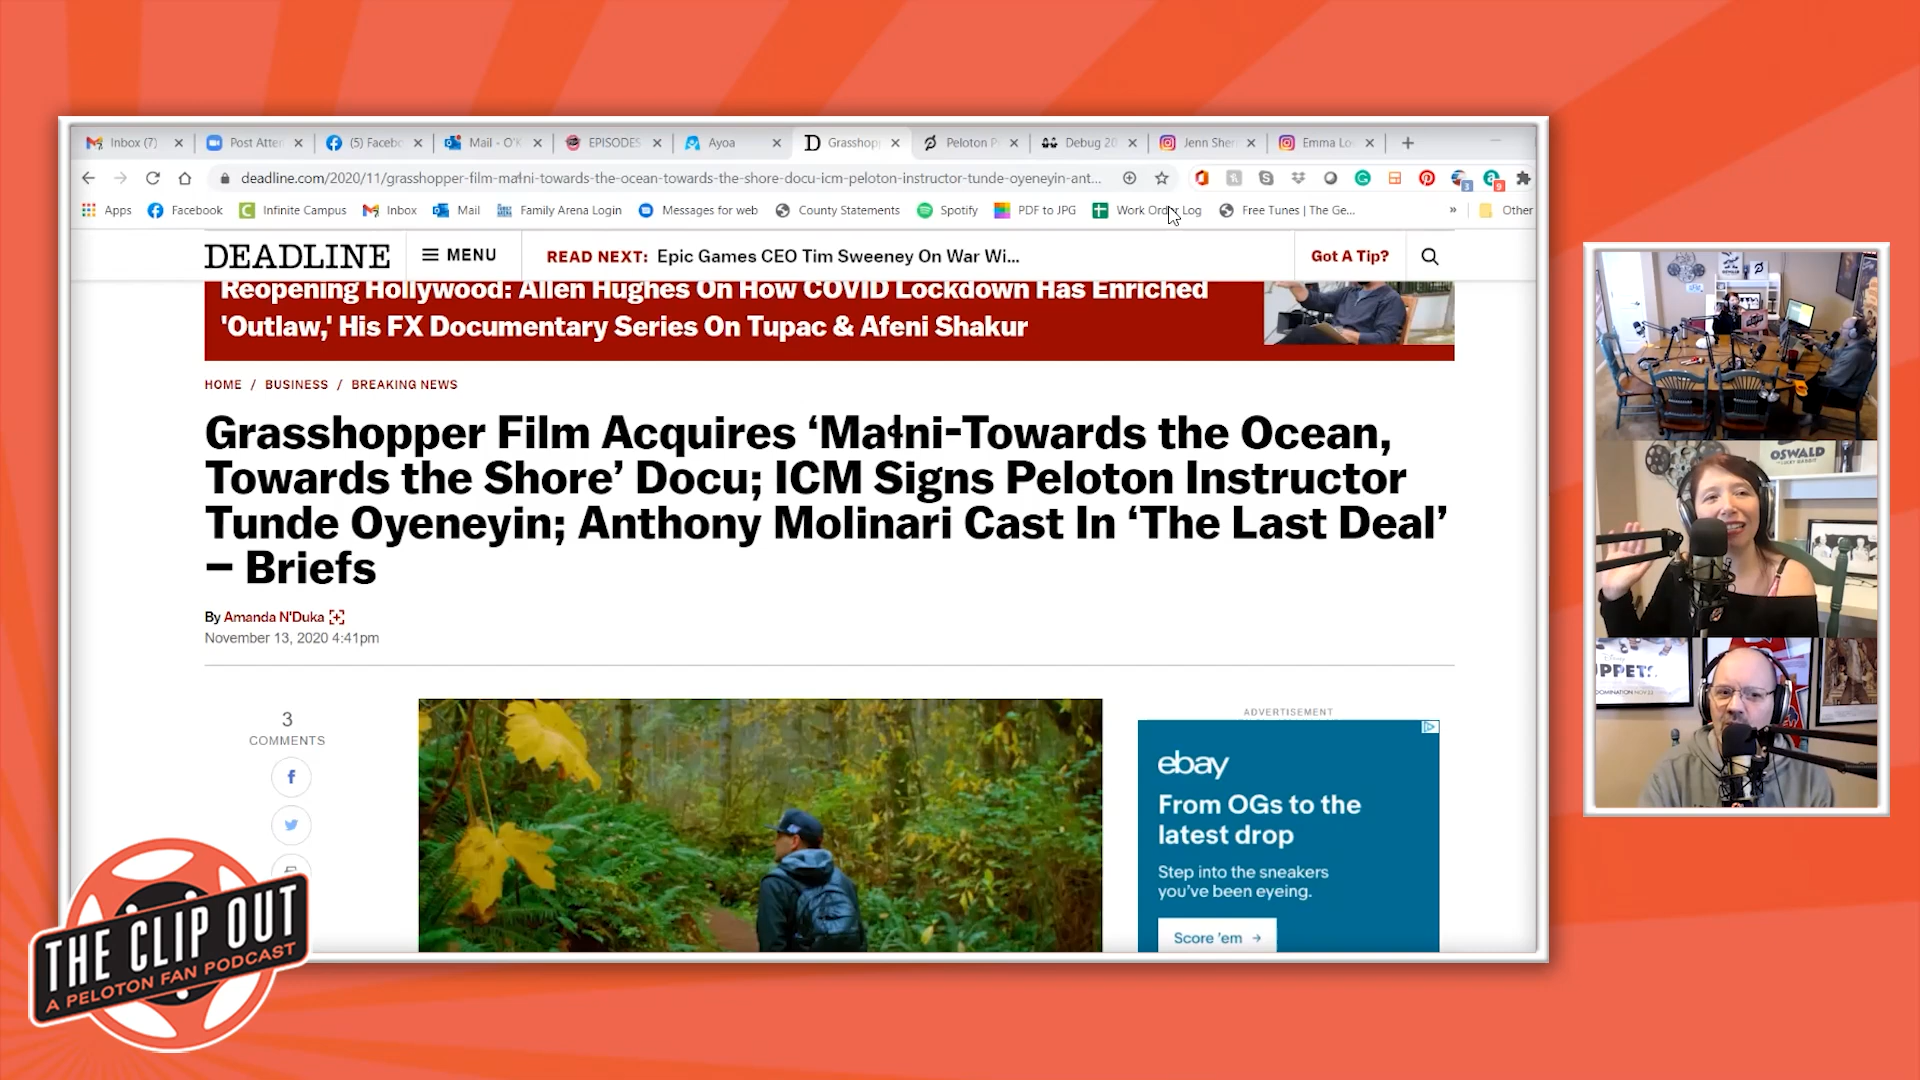 Inbox (7)
Post Atter
(5) Facebo
Mail - O'K
EPISODES
Ayoa
Grasshopp
Peloton P
Debug 20
Jenn Sher
Emma Lo
deadline.com/2020/11/grasshopper-film-maɬni-towards-the-ocean-towards-the-shore-docu-icm-peloton-instructor-tunde-oyeneyin-ant...
Apps
Facebook
Infinite Campus
Inbox
Mail
Family Arena Login
Messages for web
County Statements
Spotify
PDF to JPG
Work Order Log
Free Tunes | The Ge...
Other
DEADLINE
MENU
READ NEXT: Epic Games CEO Tim Sweeney On War Wi...
Got A Tip?
Reopening Hollywood: Allen Hughes On How COVID Lockdown Has Enriched
'Outlaw,' His FX Documentary Series On Tupac & Afeni Shakur
HOME / BUSINESS / BREAKING NEWS
Grasshopper Film Acquires ‘Maɬni-Towards the Ocean,
Towards the Shore’ Docu; ICM Signs Peloton Instructor
Tunde Oyeneyin; Anthony Molinari Cast In ‘The Last Deal’
– Briefs
By Amanda N'Duka
November 13, 2020 4:41pm
3
COMMENTS
ADVERTISEMENT
ebay
From OGs to the
latest drop
Step into the sneakers
you've been eyeing.
Score 'em →
THE CLIP OUT
A PELOTON FAN PODCAST
OSWALD
UPPETS